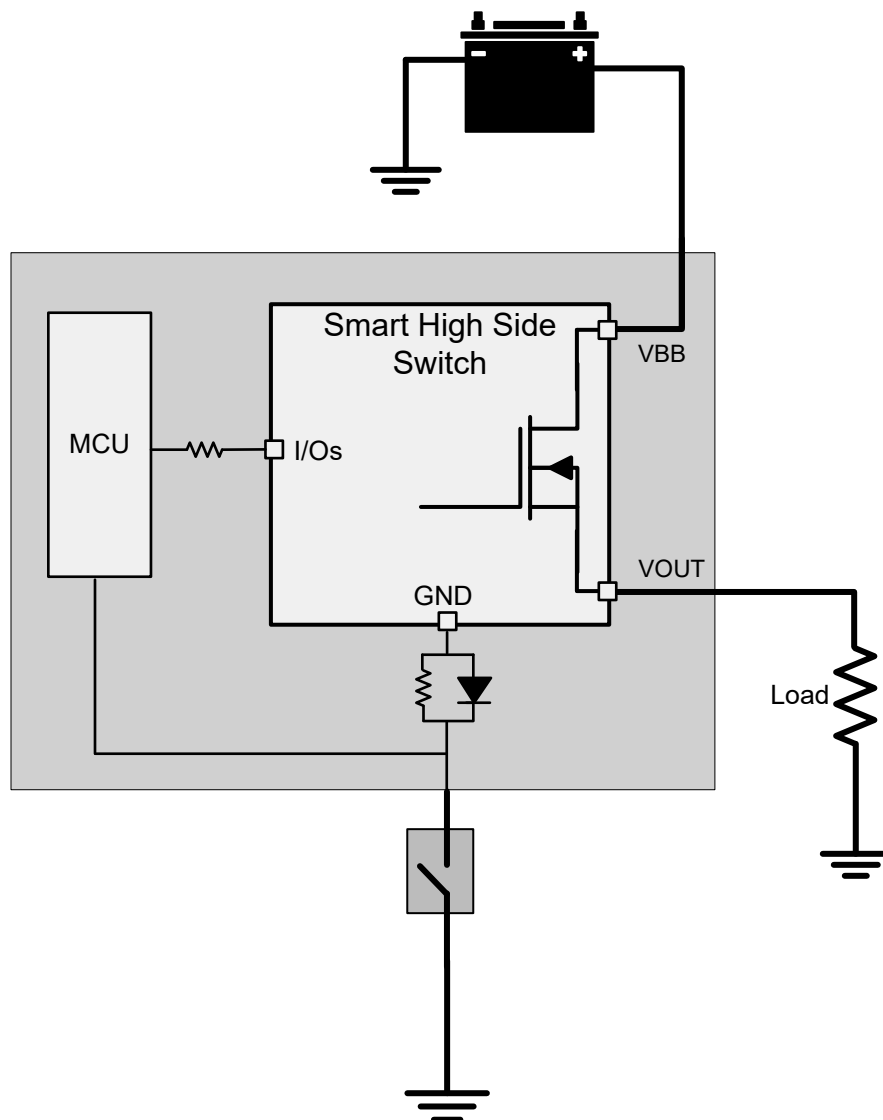 Smart High Side
Switch
VBB
MCU
I/Os
VOUT
GND
Load